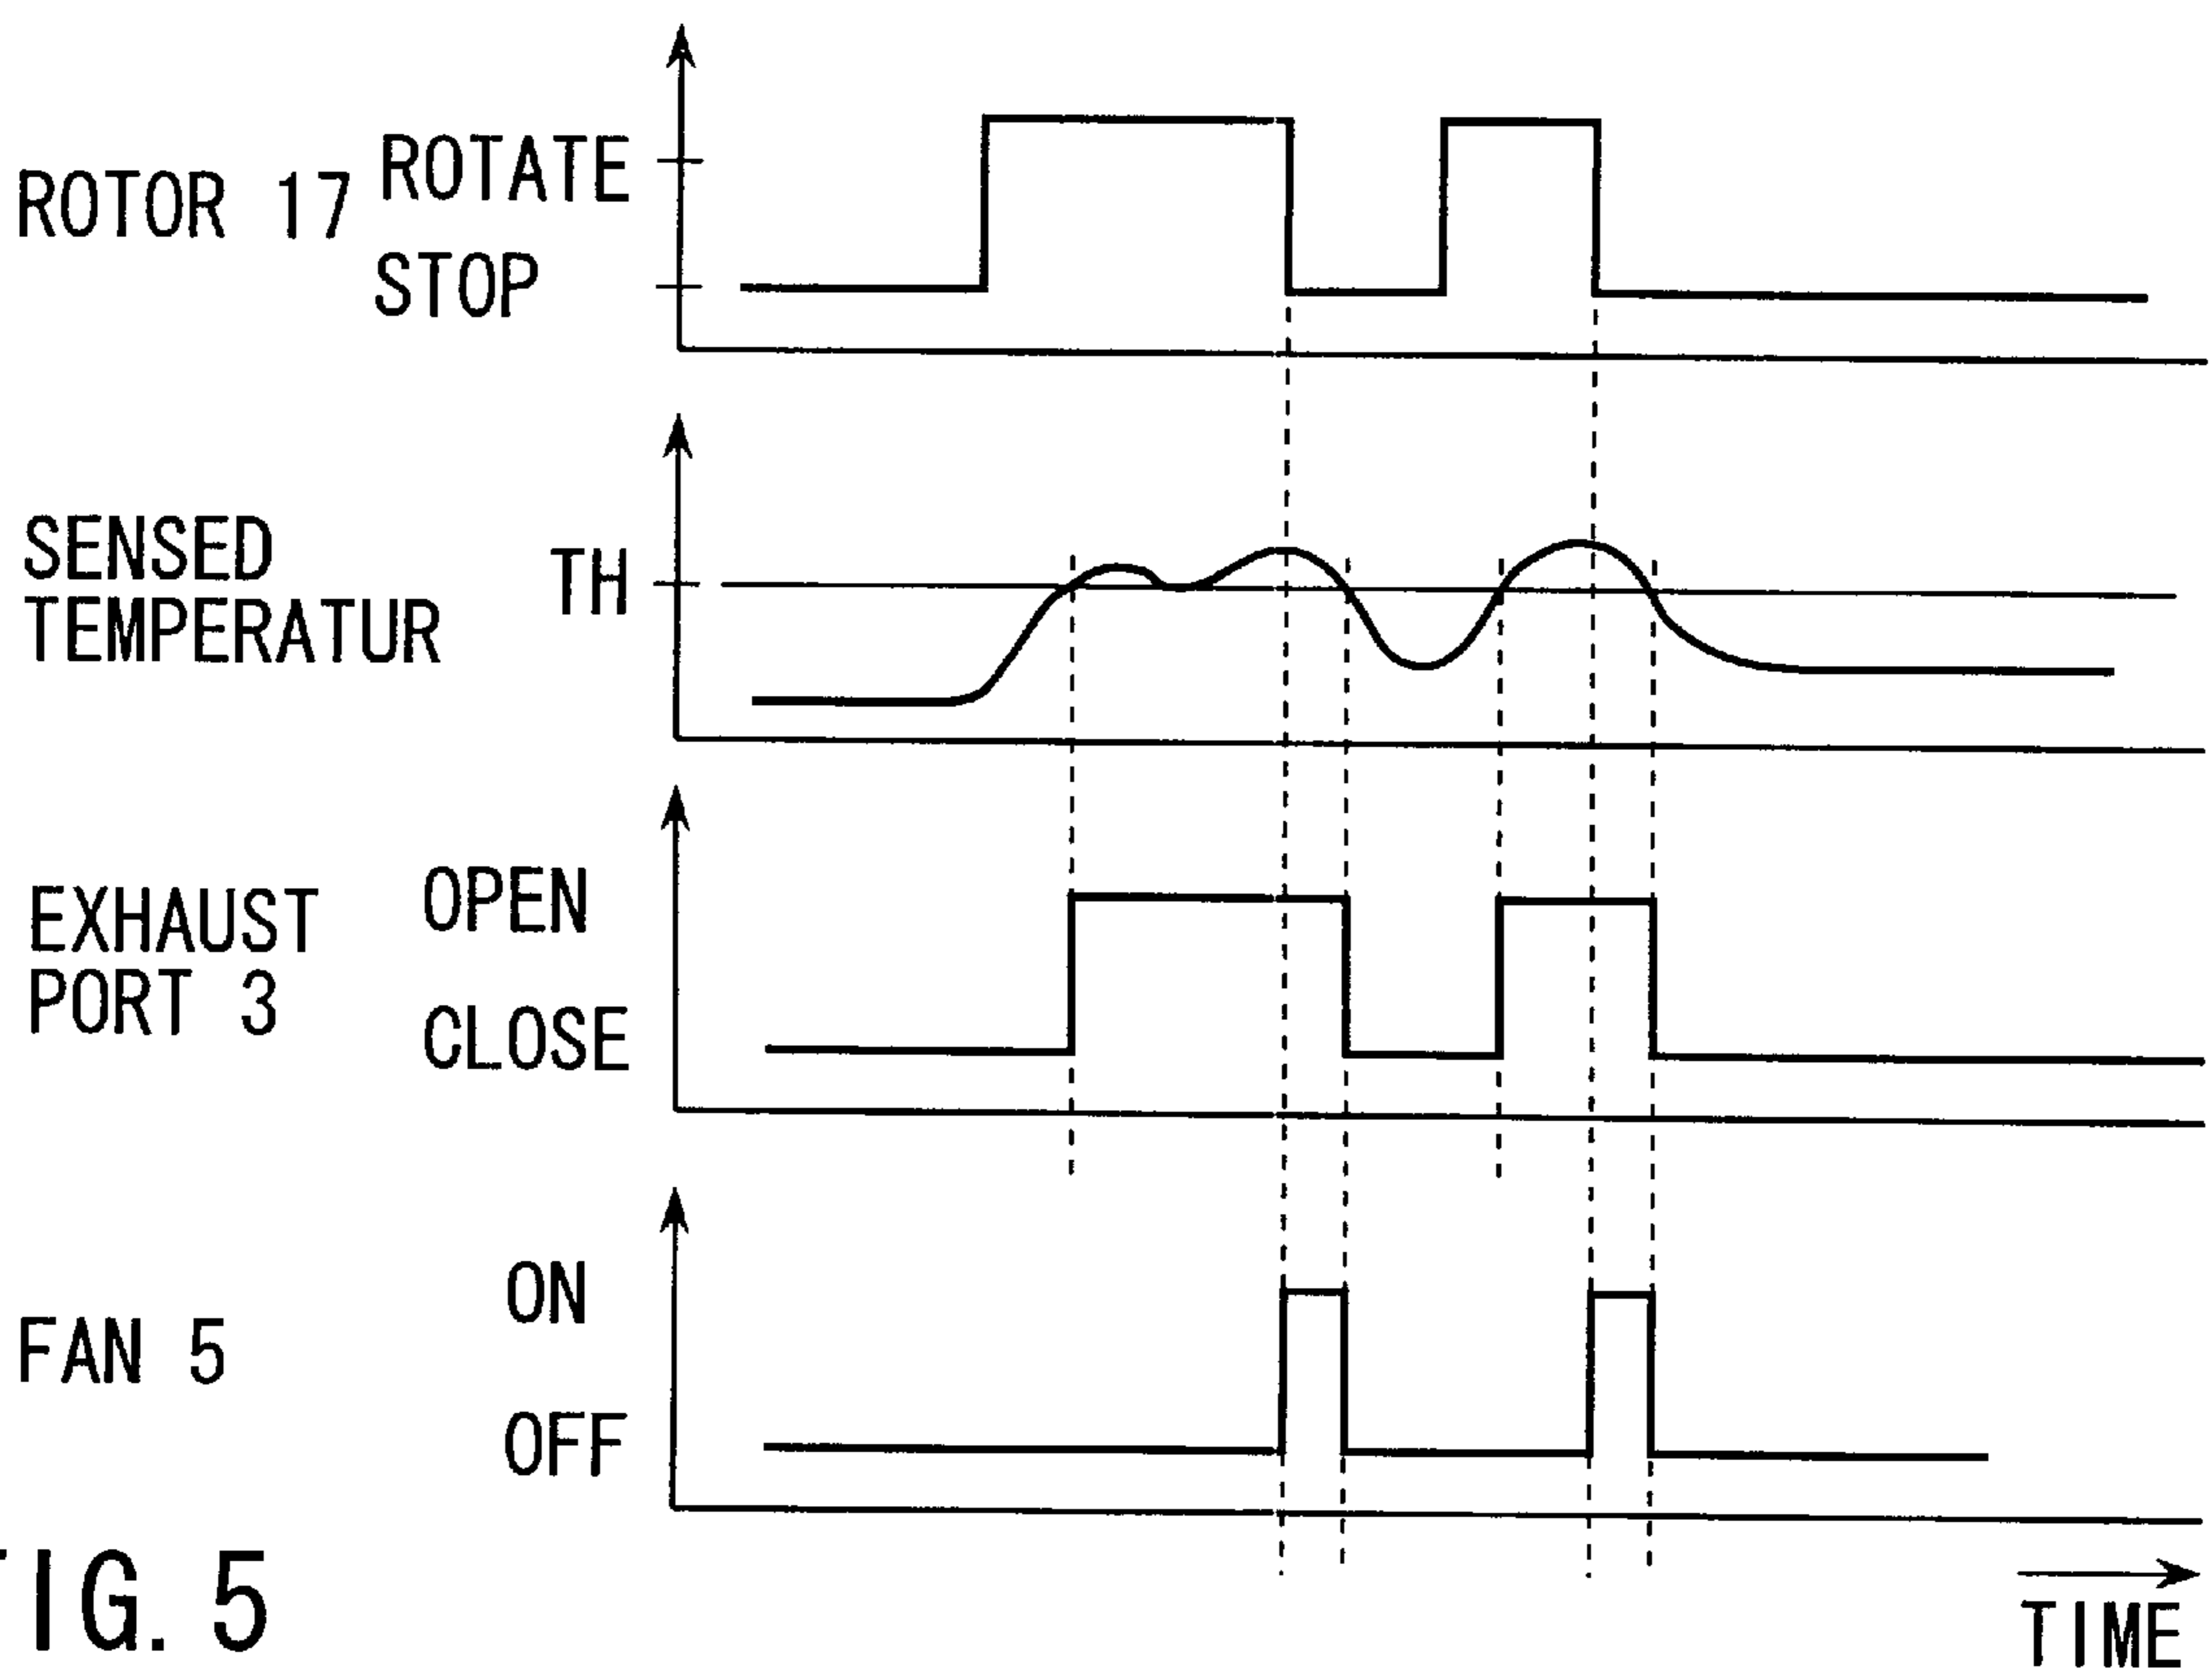 ROTOR 17
ROTATE
STOP
SENSED
TEMPERATUR
TH
EXHAUST
PORT 3
OPEN
CLOSE
FAN 5
ON
OFF
IG. 5
TIME